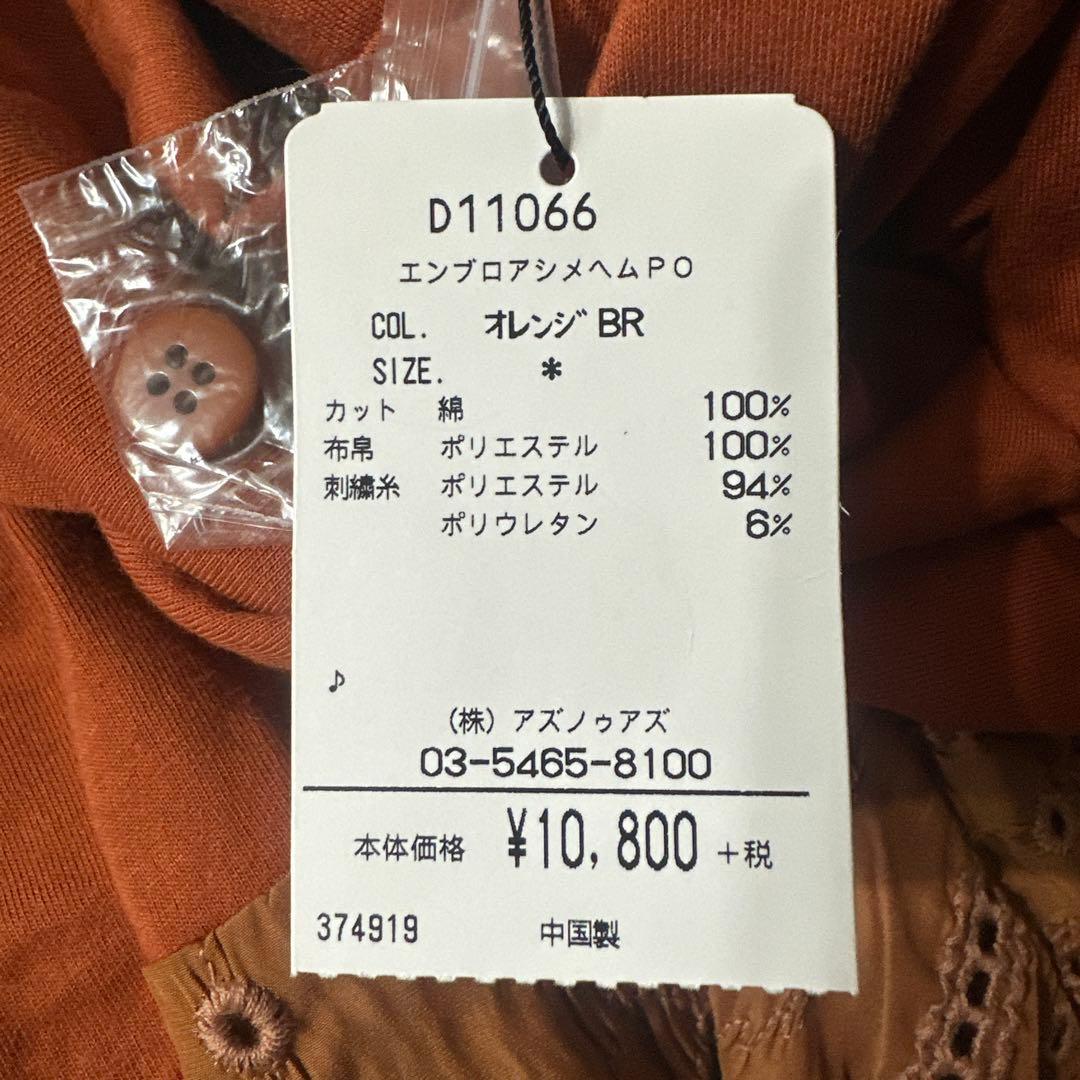 D11066
エンブロアシメヘムPO
COL. オレンジBR
SIZE. *
カット 綿 100%
布帛 ポリエステル 100%
刺繍糸 ポリエステル 94%
ポリウレタン 6%
♪
(株)アズノゥアズ
03-5465-8100
本体価格 ¥10,800 +税
374919 中国製